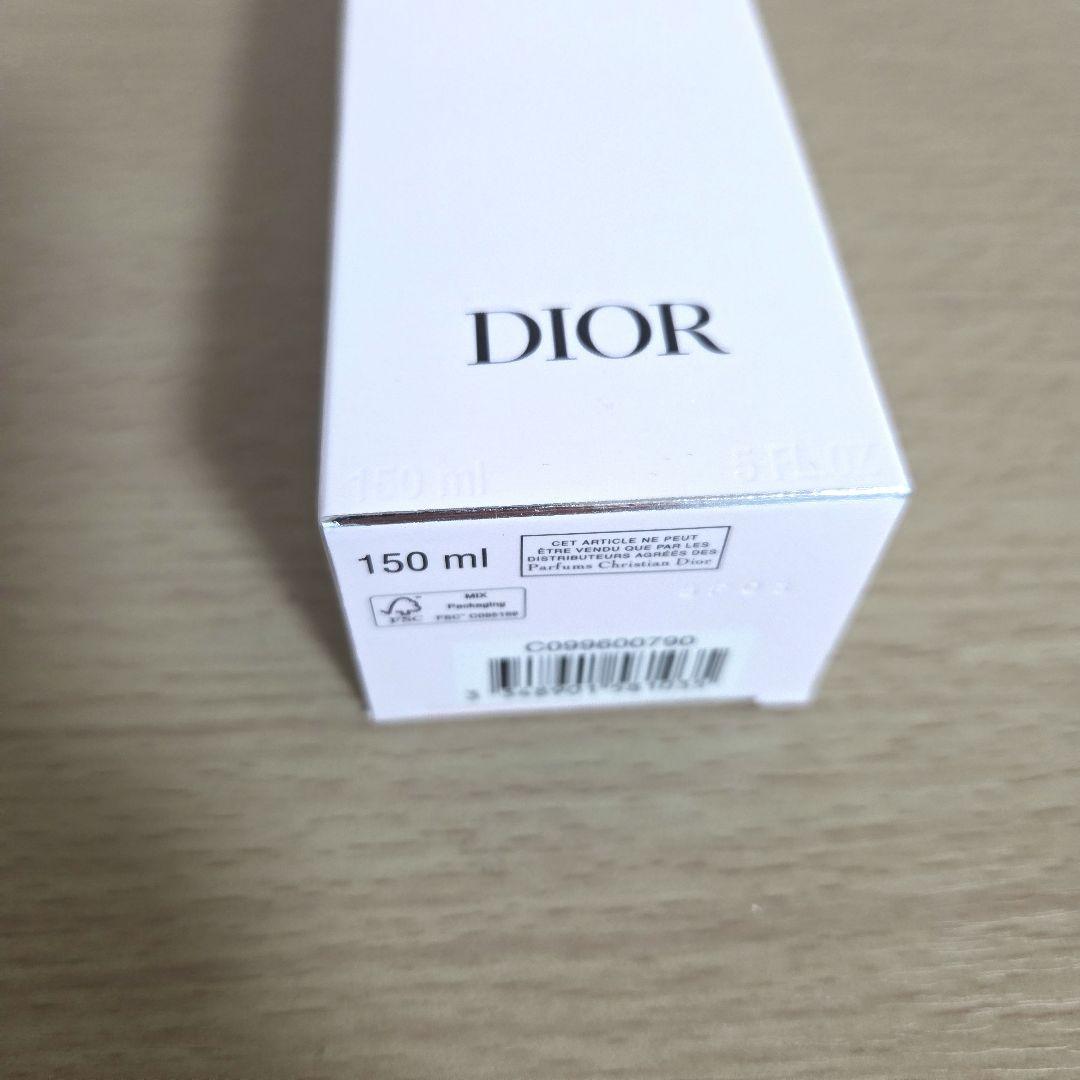 DIOR
150 ml 5 FL.OZ
150 ml
CET ARTICLE NE PEUT
ÊTRE VENDU QUE PAR LES
DISTRIBUTEURS AGRÉÉS DES
Parfums Christian Dior
MIX
Packaging
FSC
FSC™
C099600790